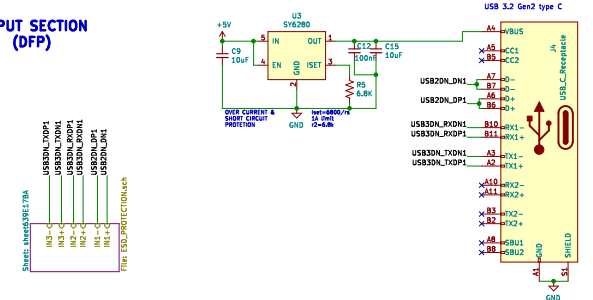 USB 3.2 Gen2 type C
PUT SECTION
(DFP)
+5V
U3
SY6280
C9
10uF
5
IN
OUT
1
4
EN
ISET
3
GND
2
C12
100nF
C15
10uF
R5
6.8K
OVER CURRENT &
SHORT CIRCUIT
PROTETION
Iset=6800/rs
1A limit
r2=6.8k
GND
J4
USB_C_Receptacle
A4
VBUS
A5
CC1
B5
CC2
USB2DN_DN1
A7
D-
B7
D-
USB2DN_DP1
A6
D+
B6
D+
USB3DN_RXDN1
B10
RX1-
USB3DN_RXDP1
B11
RX1+
USB3DN_TXDN1
A3
TX1-
USB3DN_TXDP1
A2
TX1+
A10
RX2-
A11
RX2+
B3
TX2-
B2
TX2+
A8
SBU1
B8
SBU2
GND
SHIELD
A1
S1
GND
USB3DN_TXDP1
USB3DN_TXDN1
USB3DN_RXDP1
USB3DN_RXDN1
USB2DN_DP1
USB2DN_DN1
IN3-
IN3+
IN2-
IN2+
IN1-
IN1+
Sheet: sheet639E17BA
File: ESD_PROTECTION.sch